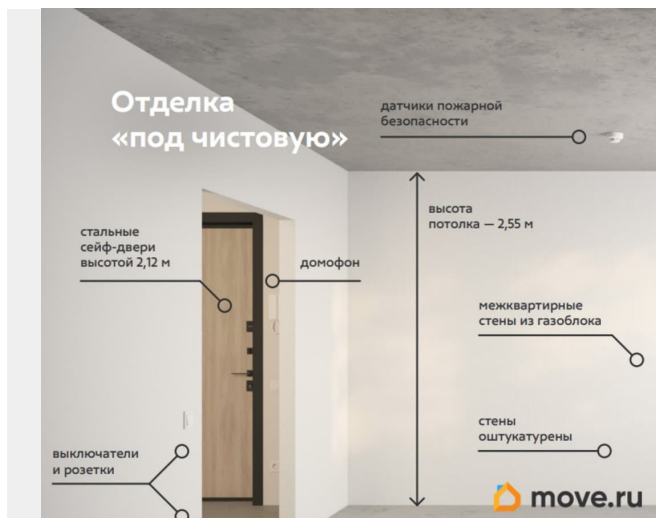 Отделка
«под чистовую»
датчики пожарной
безопасности
высота
потолка — 2,55 м
стальные
сейф-двери
высотой 2,12 м
домофон
межквартирные
стены из газоблока
стены
оштукатурены
выключатели
и розетки
move.ru